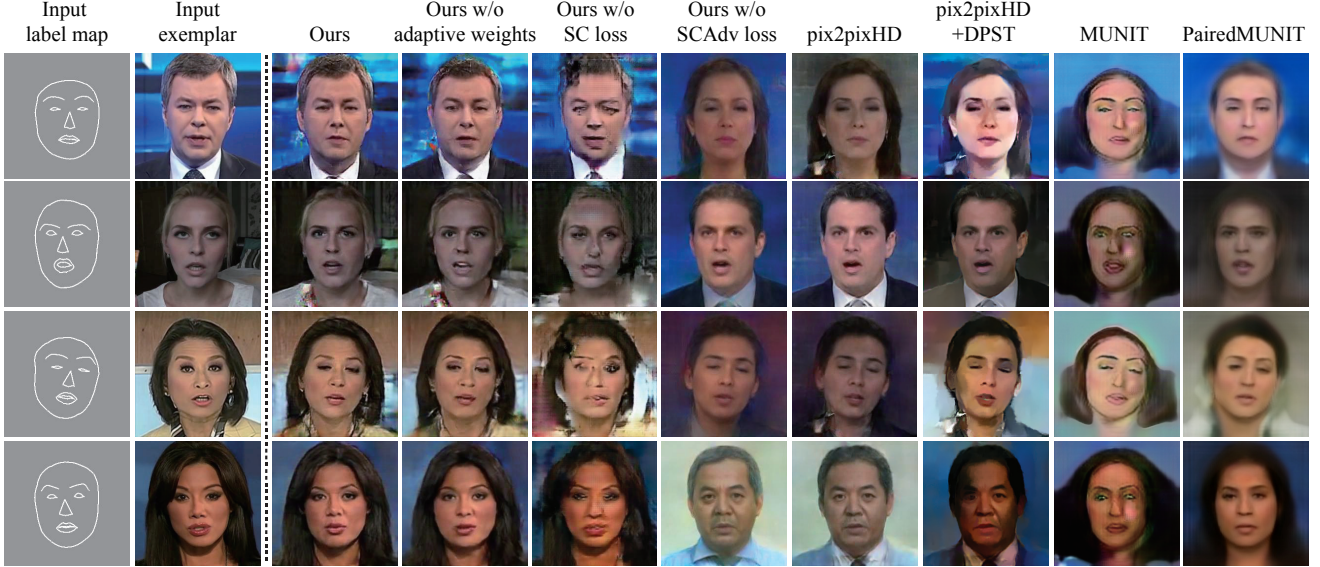 Input
label map
Input
exemplar
Ours
Ours w/o
adaptive weights
Ours w/o
SC loss
Ours w/o
SCAdv loss
pix2pixHD
pix2pixHD
+DPST
MUNIT
PairedMUNIT